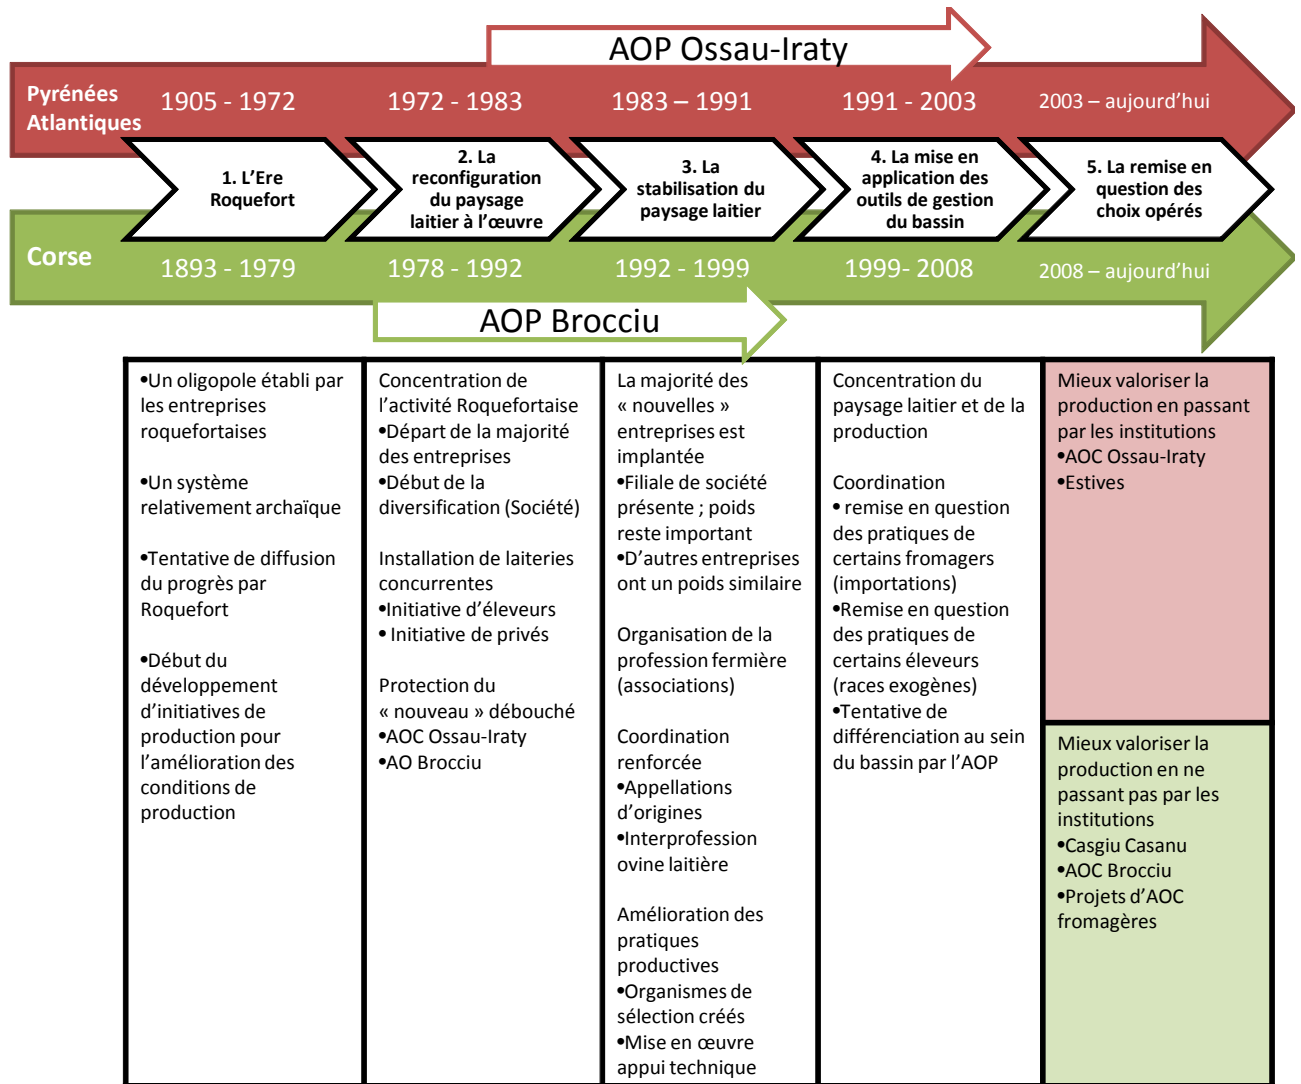 AOP Ossau-Iraty
Pyrénées
Atlantiques
1905 - 1972
1972 - 1983
1983 – 1991
1991 - 2003
2003 – aujourd’hui
1. L’Ere
Roquefort
2. La
reconfiguration
du paysage
laitier à l’œuvre
3. La
stabilisation du
paysage laitier
4. La mise en
application des
outils de gestion
du bassin
5. La remise en
question des
choix opérés
Corse
1893 - 1979
1978 - 1992
1992 - 1999
1999- 2008
2008 – aujourd’hui
AOP Brocciu
•Un oligopole établi par
les entreprises
roquefortaises
•Un système
relativement archaïque
•Tentative de diffusion
du progrès par
Roquefort
•Début du
développement
d’initiatives de
production pour
l’amélioration des
conditions de
production
Concentration de
l’activité Roquefortaise
•Départ de la majorité
des entreprises
•Début de la
diversification (Société)
Installation de laiteries
concurrentes
•Initiative d’éleveurs
• Initiative de privés
Protection du
« nouveau » débouché
•AOC Ossau-Iraty
•AO Brocciu
La majorité des
« nouvelles »
entreprises est
implantée
•Filiale de société
présente ; poids
reste important
•D’autres entreprises
ont un poids similaire
Organisation de la
profession fermière
(associations)
Coordination
renforcée
•Appellations
d’origines
•Interprofession
ovine laitière
Amélioration des
pratiques
productives
•Organismes de
sélection créés
•Mise en œuvre
appui technique
Concentration du
paysage laitier et de la
production
Coordination
• remise en question
des pratiques de
certains fromagers
(importations)
•Remise en question
des pratiques de
certains éleveurs
(races exogènes)
•Tentative de
différenciation au sein
du bassin par l’AOP
Mieux valoriser la
production en passant
par les institutions
•AOC Ossau-Iraty
•Estives
Mieux valoriser la
production en ne
passant pas par les
institutions
•Casgiu Casanu
•AOC Brocciu
•Projets d’AOC
fromagères